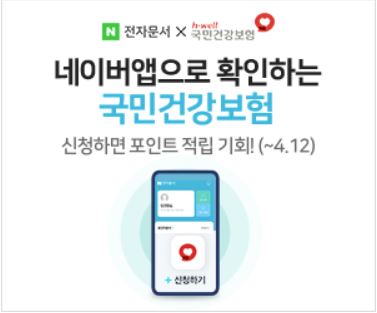 N 전자문서 × h-well 국민건강보험
네이버앱으로 확인하는
국민건강보험
신청하면 포인트 적립 기회! (~4.12)
+ 신청하기